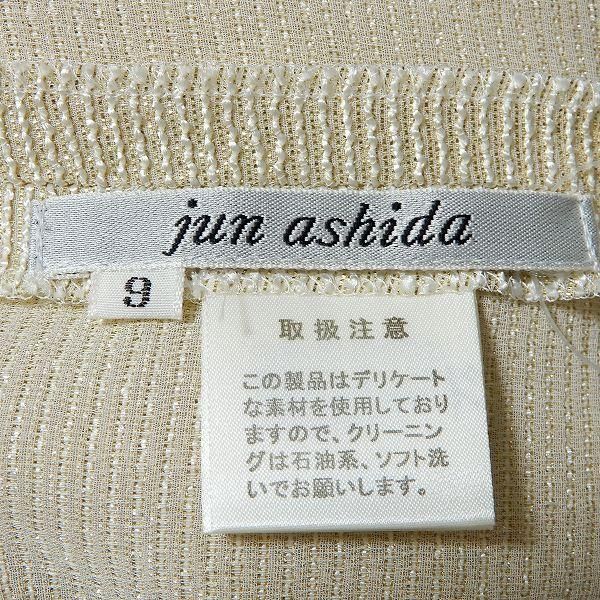 jun ashida
9
取扱注意
この製品はデリケート
な素材を使用しており
ますので、クリーニン
グは石油系、ソフト洗
いでお願いします。